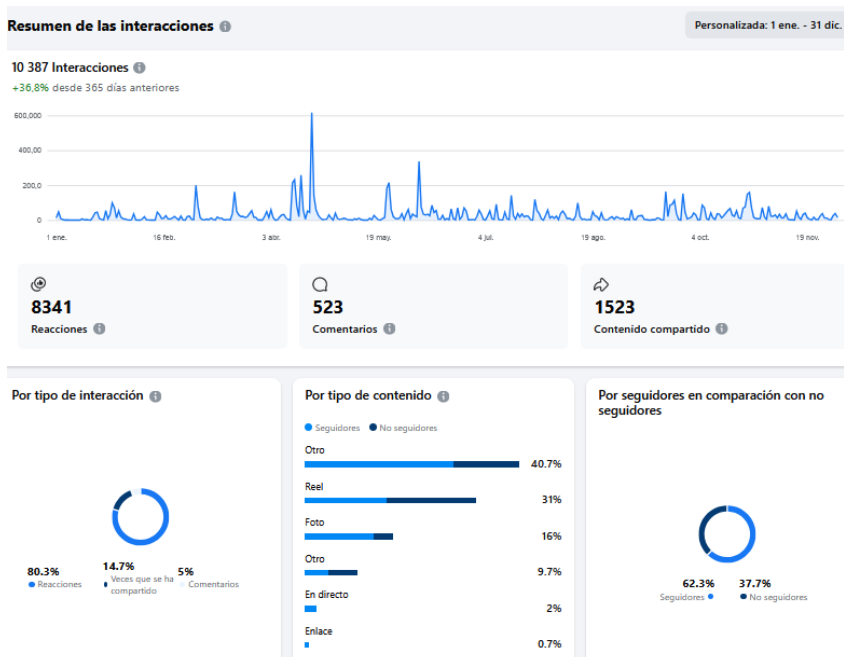 Resumen de las interacciones
Personalizada: 1 ene. - 31 dic.
10 387 Interacciones
+36,8% desde 365 días anteriores
600,000
400,00
200,0
0
1 ene.
16 feb.
3 abr.
19 may.
4 jul.
19 ago.
4 oct.
19 nov.
8341
Reacciones
523
Comentarios
1523
Contenido compartido
Por tipo de interacción
80.3%
Reacciones
14.7%
Veces que se ha
compartido
5%
Comentarios
Por tipo de contenido
Seguidores No seguidores
Otro
40.7%
Reel
31%
Foto
16%
Otro
9.7%
En directo
2%
Enlace
0.7%
Por seguidores en comparación con no
seguidores
62.3%
Seguidores
37.7%
No seguidores